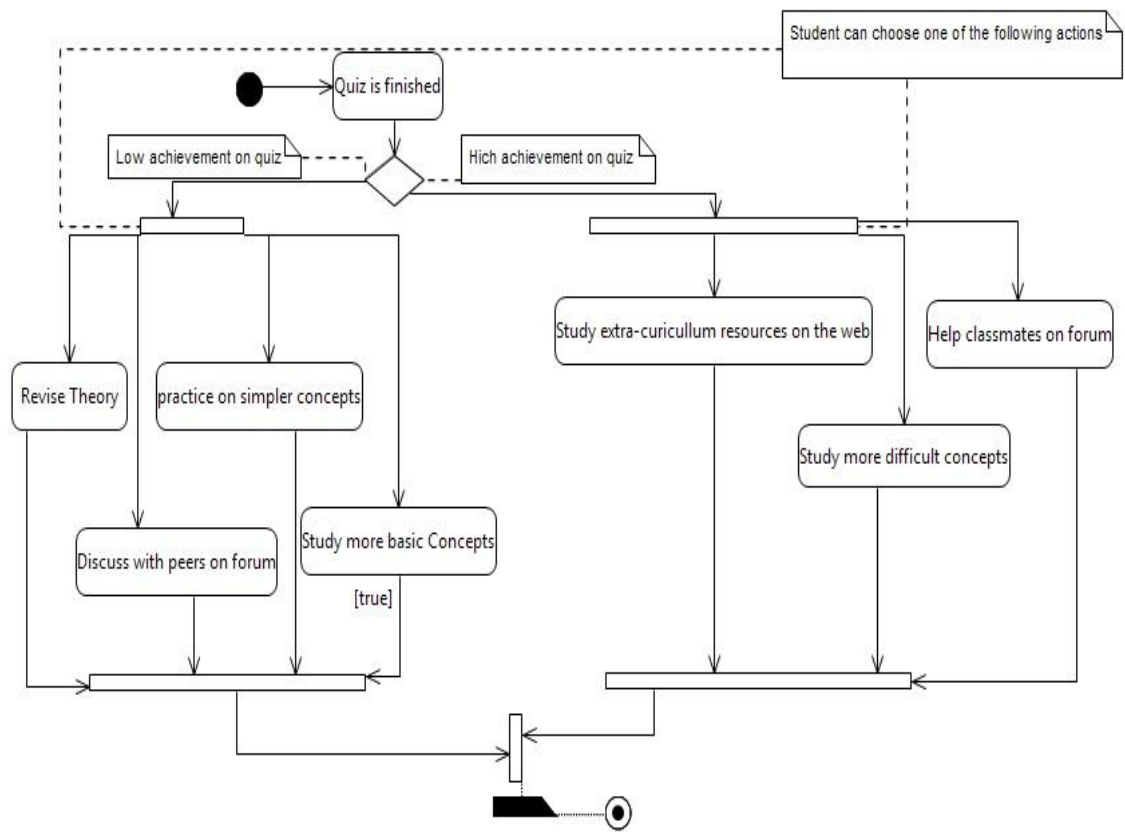 Student can choose one of the following actions
Quiz is finished
Low achievement on quiz
Hich achievement on quiz
Study extra-curicullum resources on the web
Help classmates on forum
Revise Theory
practice on simpler concepts
Study more difficult concepts
Discuss with peers on forum
Study more basic Concepts
[true]